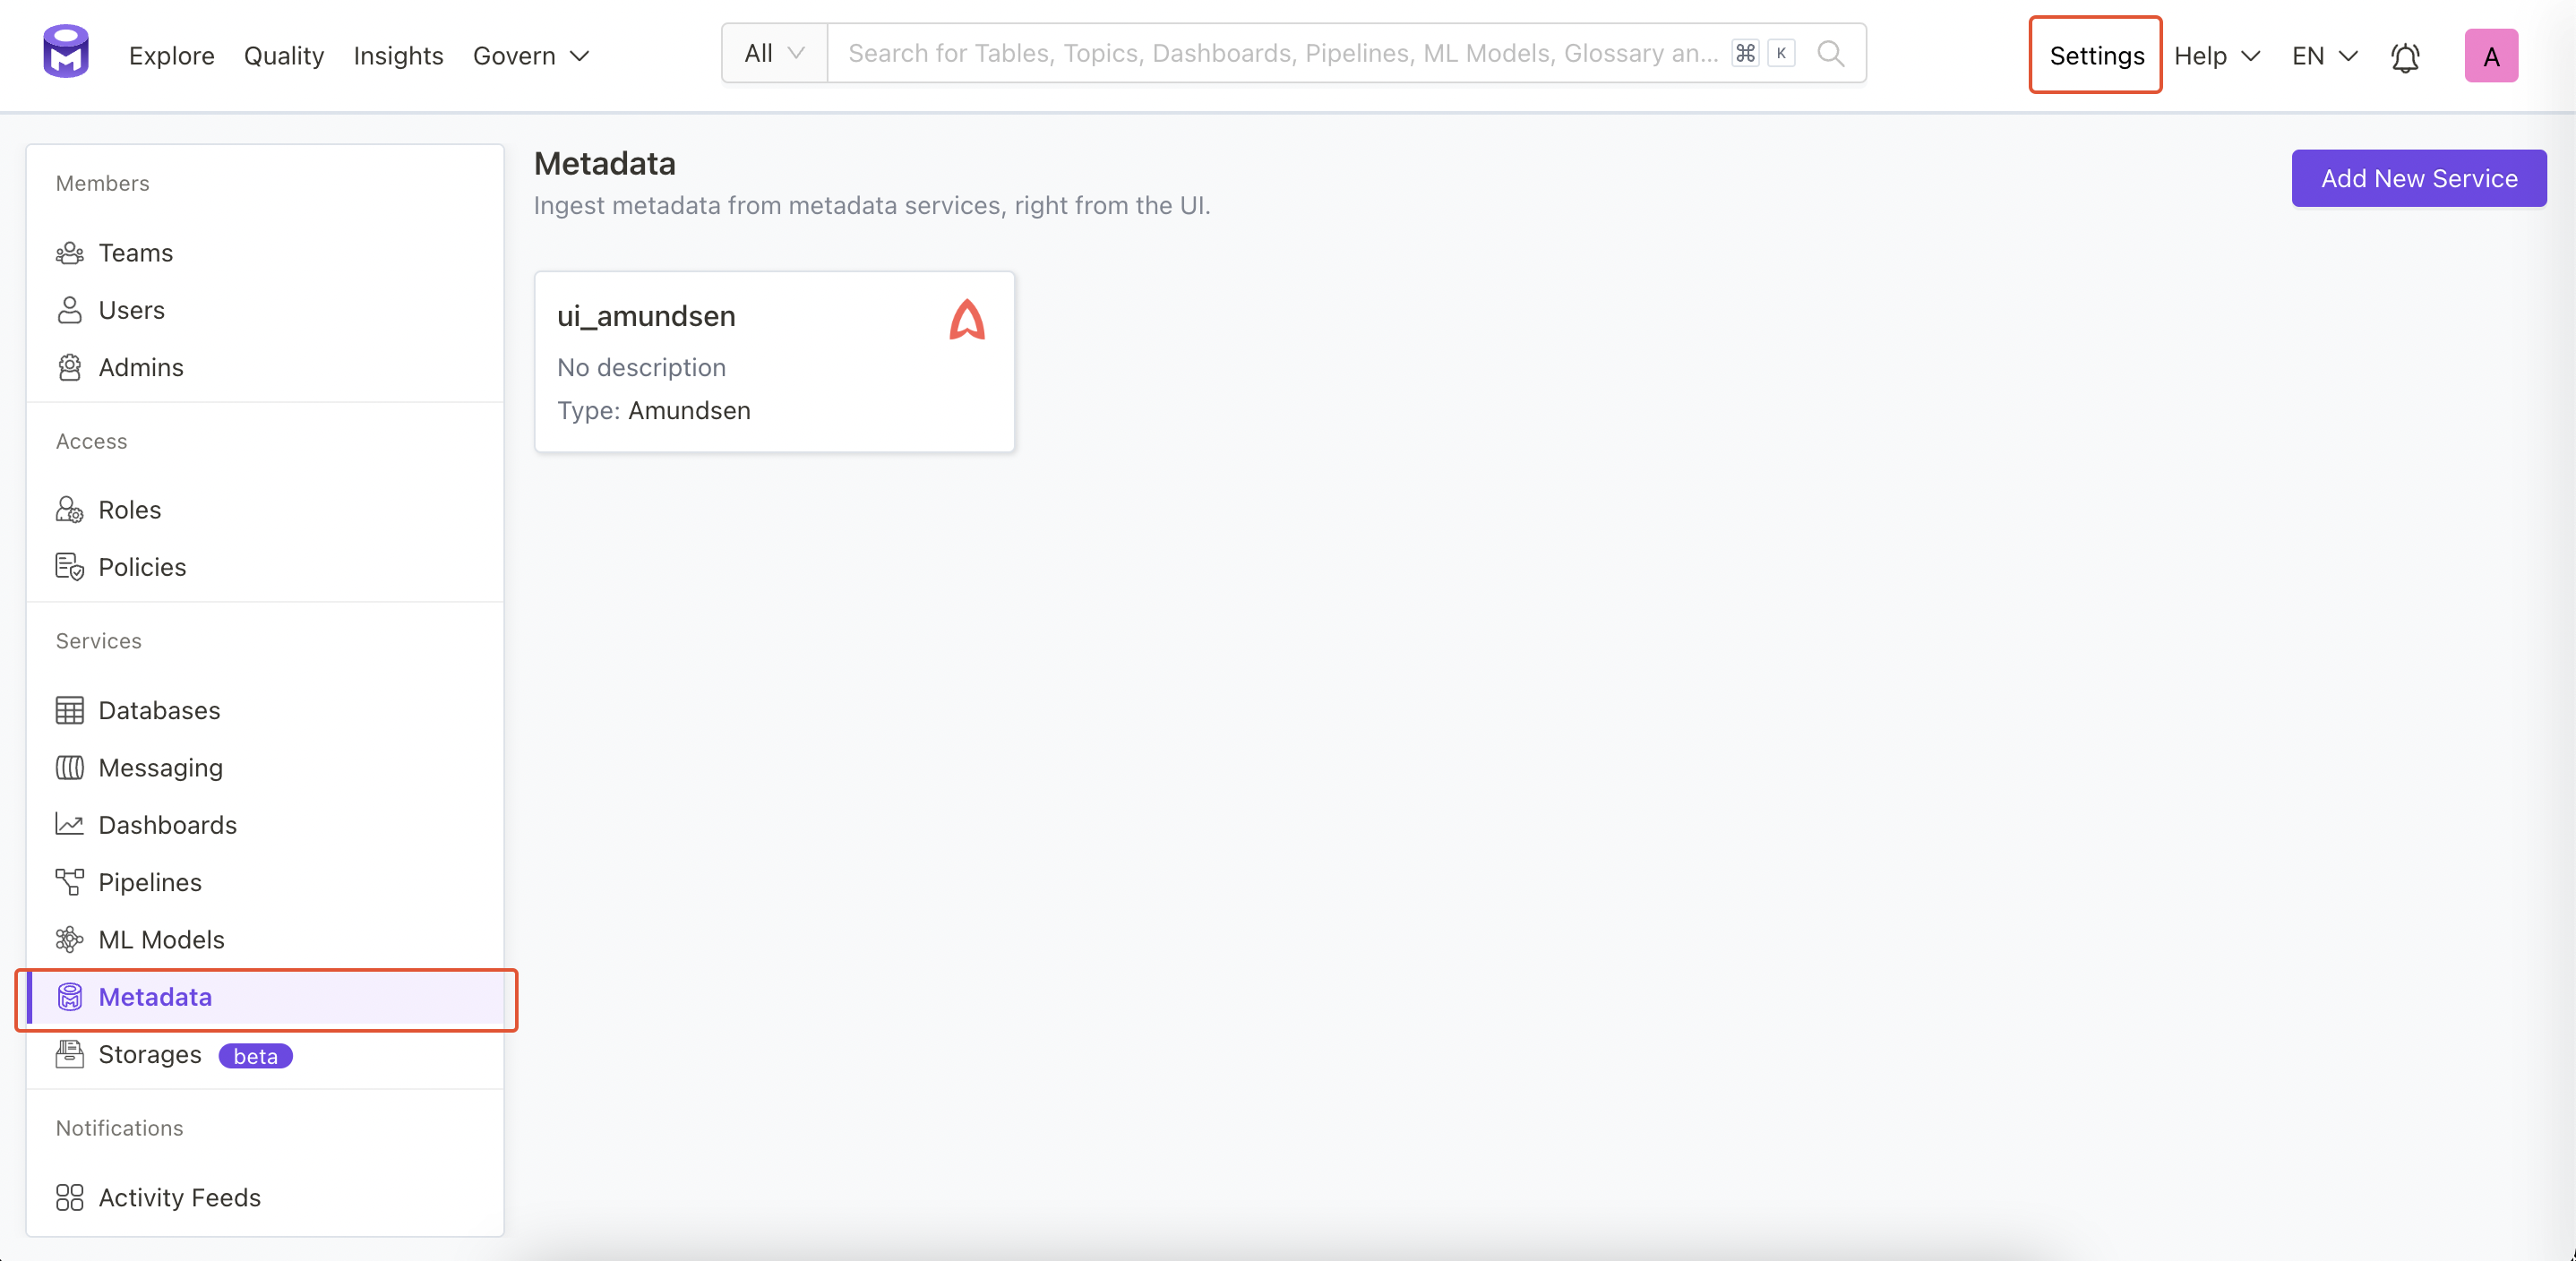 Explore Quality Insights Govern
All Search for Tables, Topics, Dashboards, Pipelines, ML Models, Glossary an... ⌘ K
Settings Help EN A
Members
Teams
Users
Admins
Access
Roles
Policies
Services
Databases
Messaging
Dashboards
Pipelines
ML Models
Metadata
Storages beta
Notifications
Activity Feeds
Metadata
Ingest metadata from metadata services, right from the UI.
Add New Service
ui_amundsen
No description
Type: Amundsen